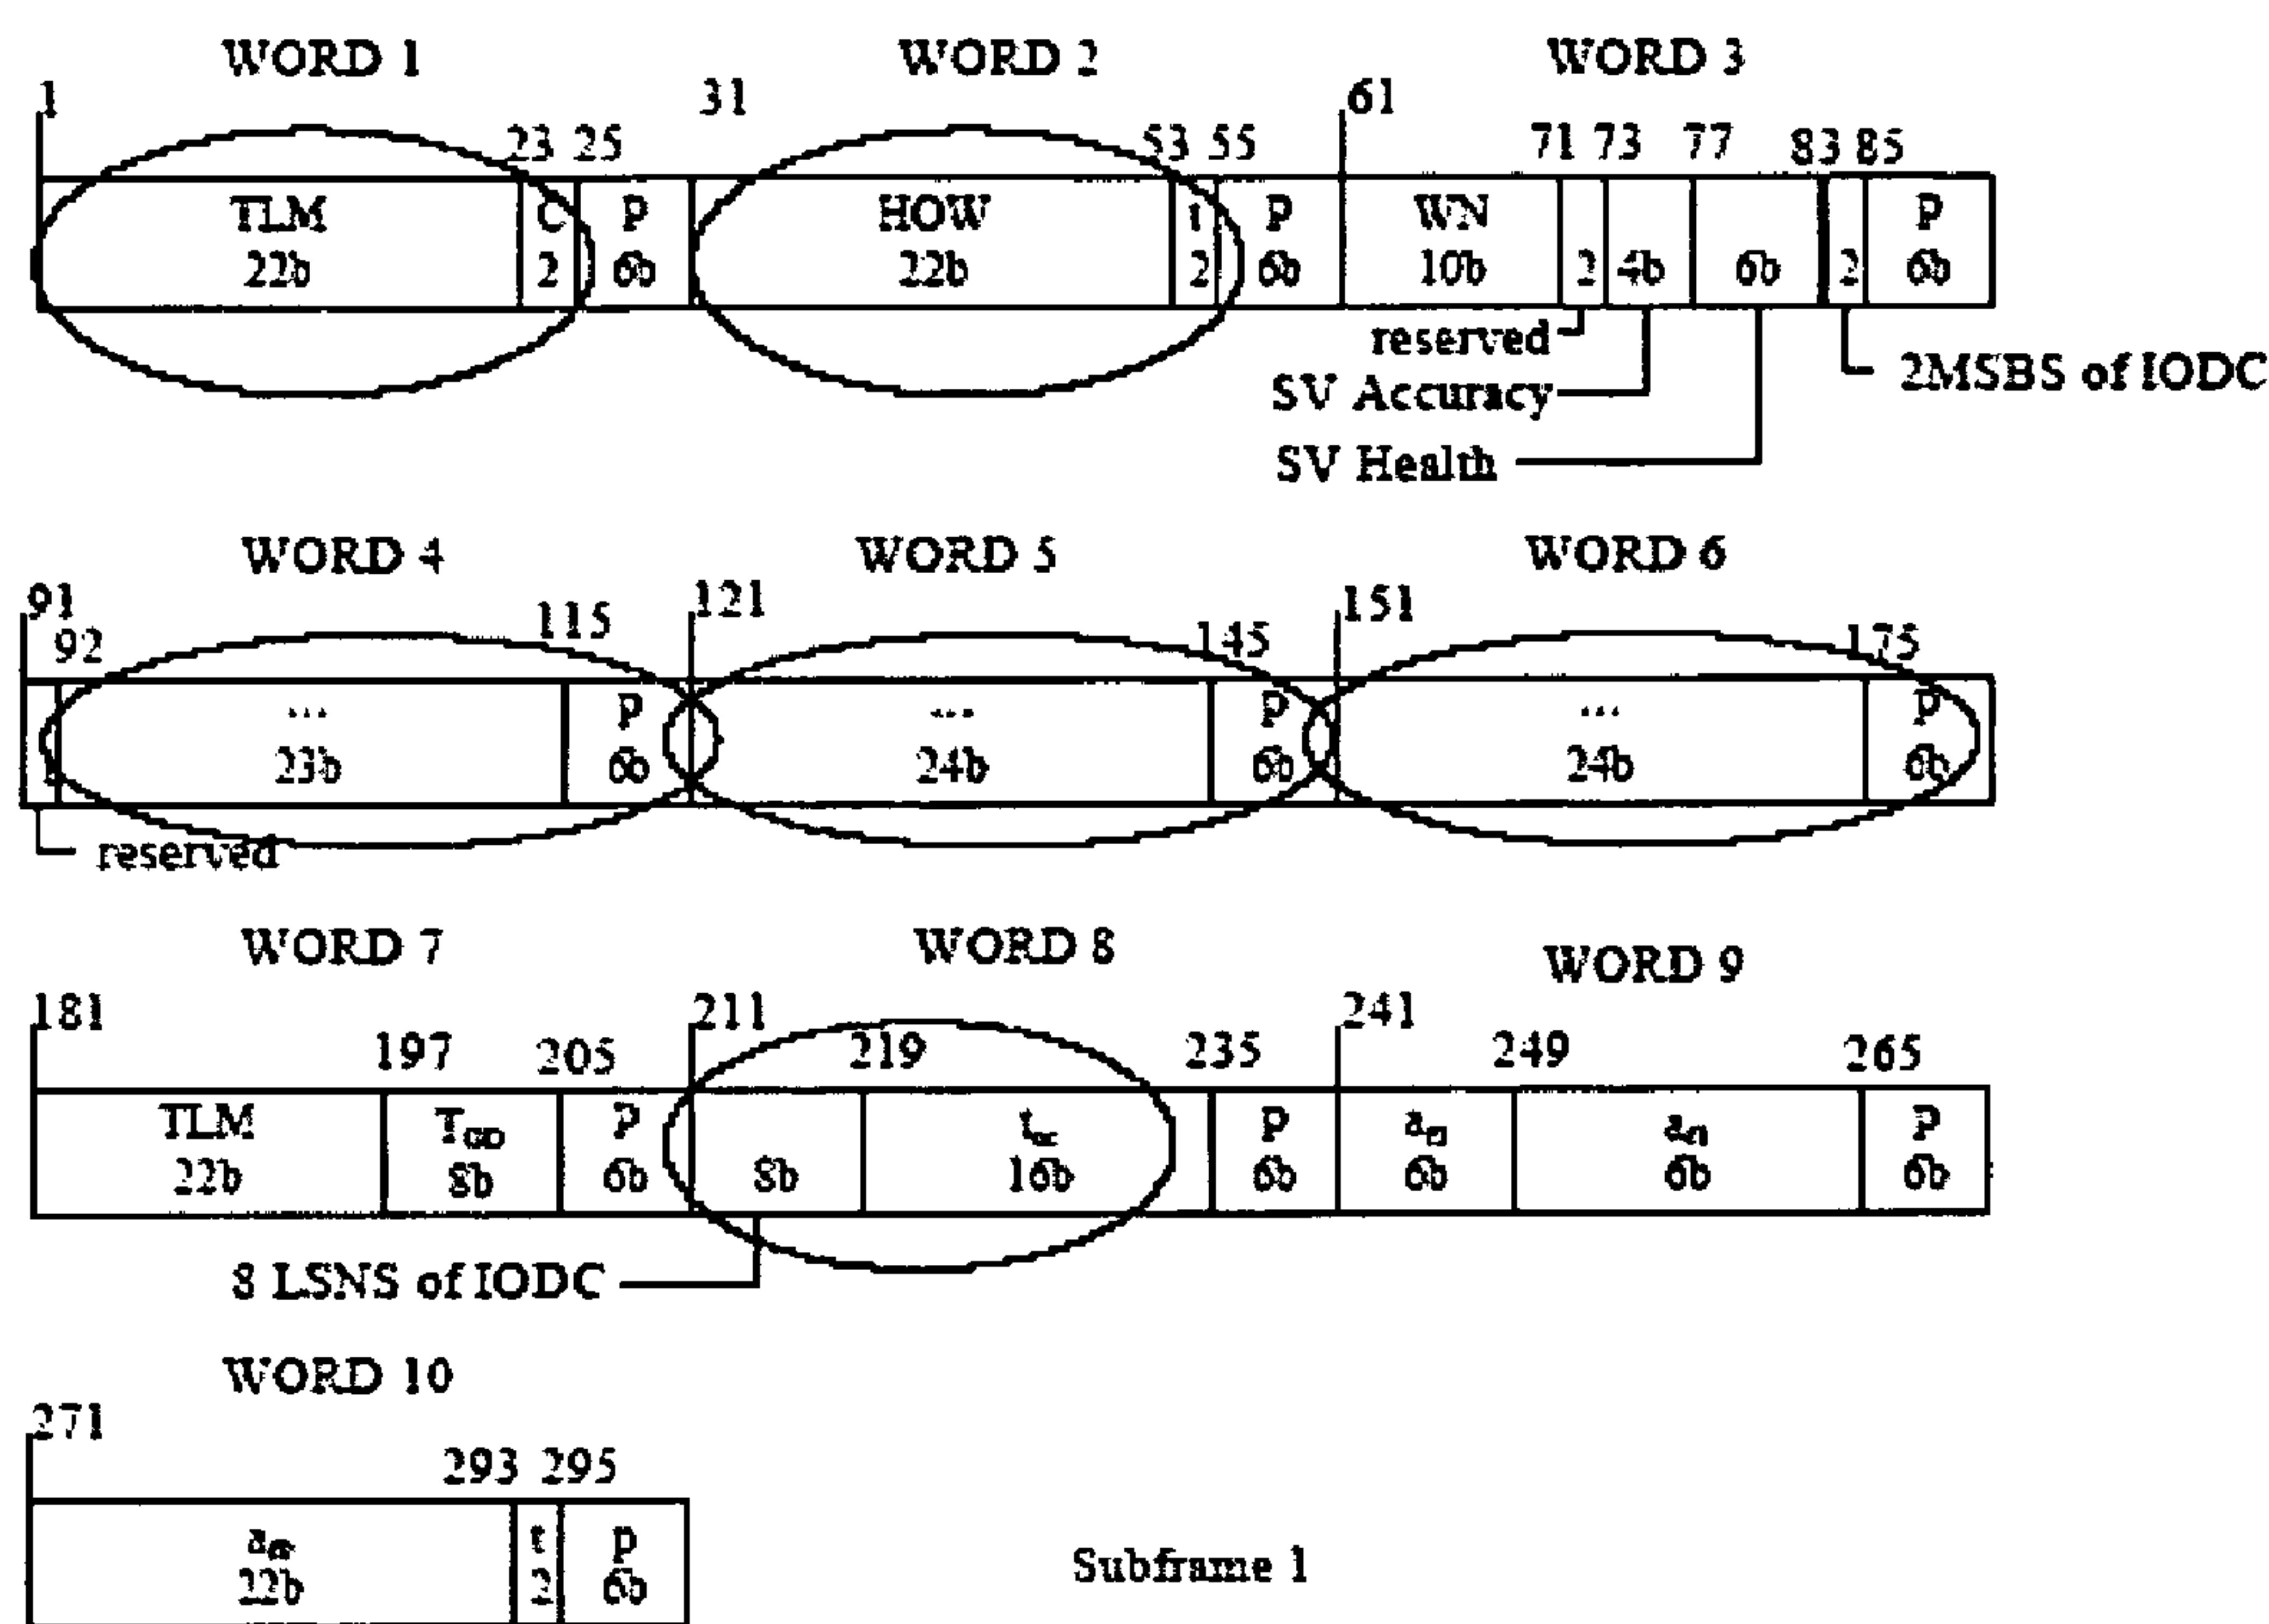 WORD 1 WORD 2 WORD 3
1 31 61
23 25 53 55 71 73 77 83 85
TLM C P HOW t P WN P
22b 2 6b 22b 2 6b 10b 2 4b 6b 2 6b
reserved
2MSBS of IODC
SV Accuracy
SV Health
WORD 4 WORD 5 WORD 6
91 121 151
92 115 145 175
... P ... P ... P
23b 6b 24b 6b 24b 6b
reserved
WORD 7 WORD 8 WORD 9
181 211 241
197 205 219 235 249 265
TLM P P P
22b 8b 6b 8b 16b 6b 6b 6b 6b
8 LSNS of IODC
WORD 10
271
293 295
t P
22b 2 6b
Subframe 1